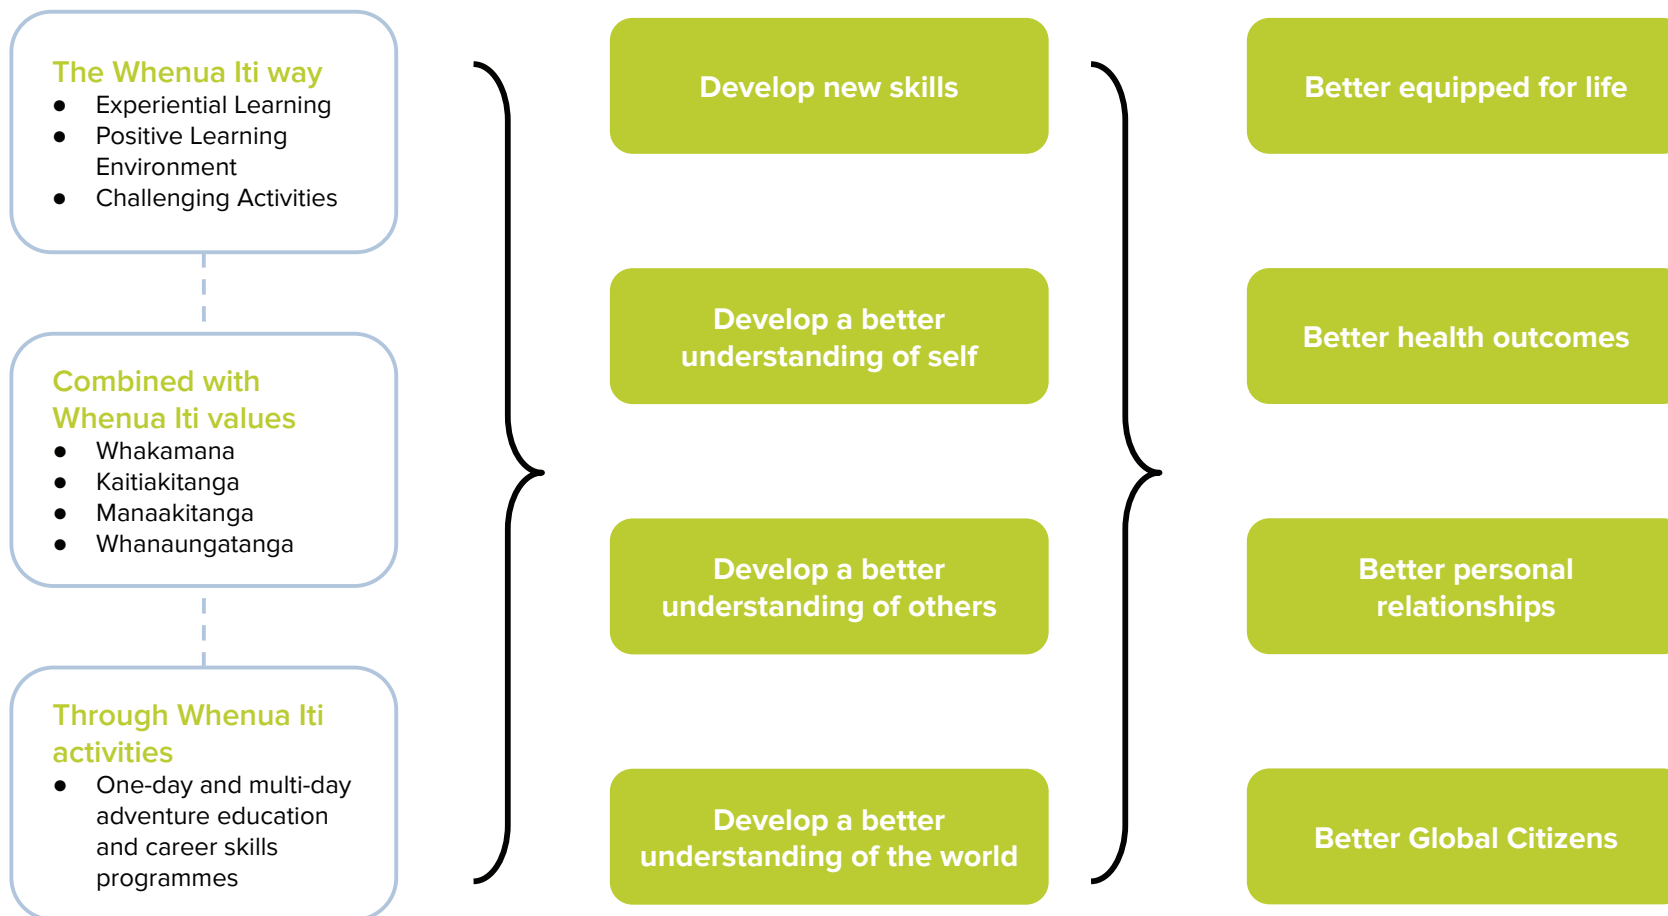 The Whenua Iti way
● Experiential Learning
● Positive Learning
Environment
● Challenging Activities
Combined with
Whenua Iti values
● Whakamana
● Kaitiakitanga
● Manaakitanga
● Whanaungatanga
Through Whenua Iti
activities
● One-day and multi-day
adventure education
and career skills
programmes
Develop new skills
Develop a better
understanding of self
Develop a better
understanding of others
Develop a better
understanding of the world
Better equipped for life
Better health outcomes
Better personal
relationships
Better Global Citizens